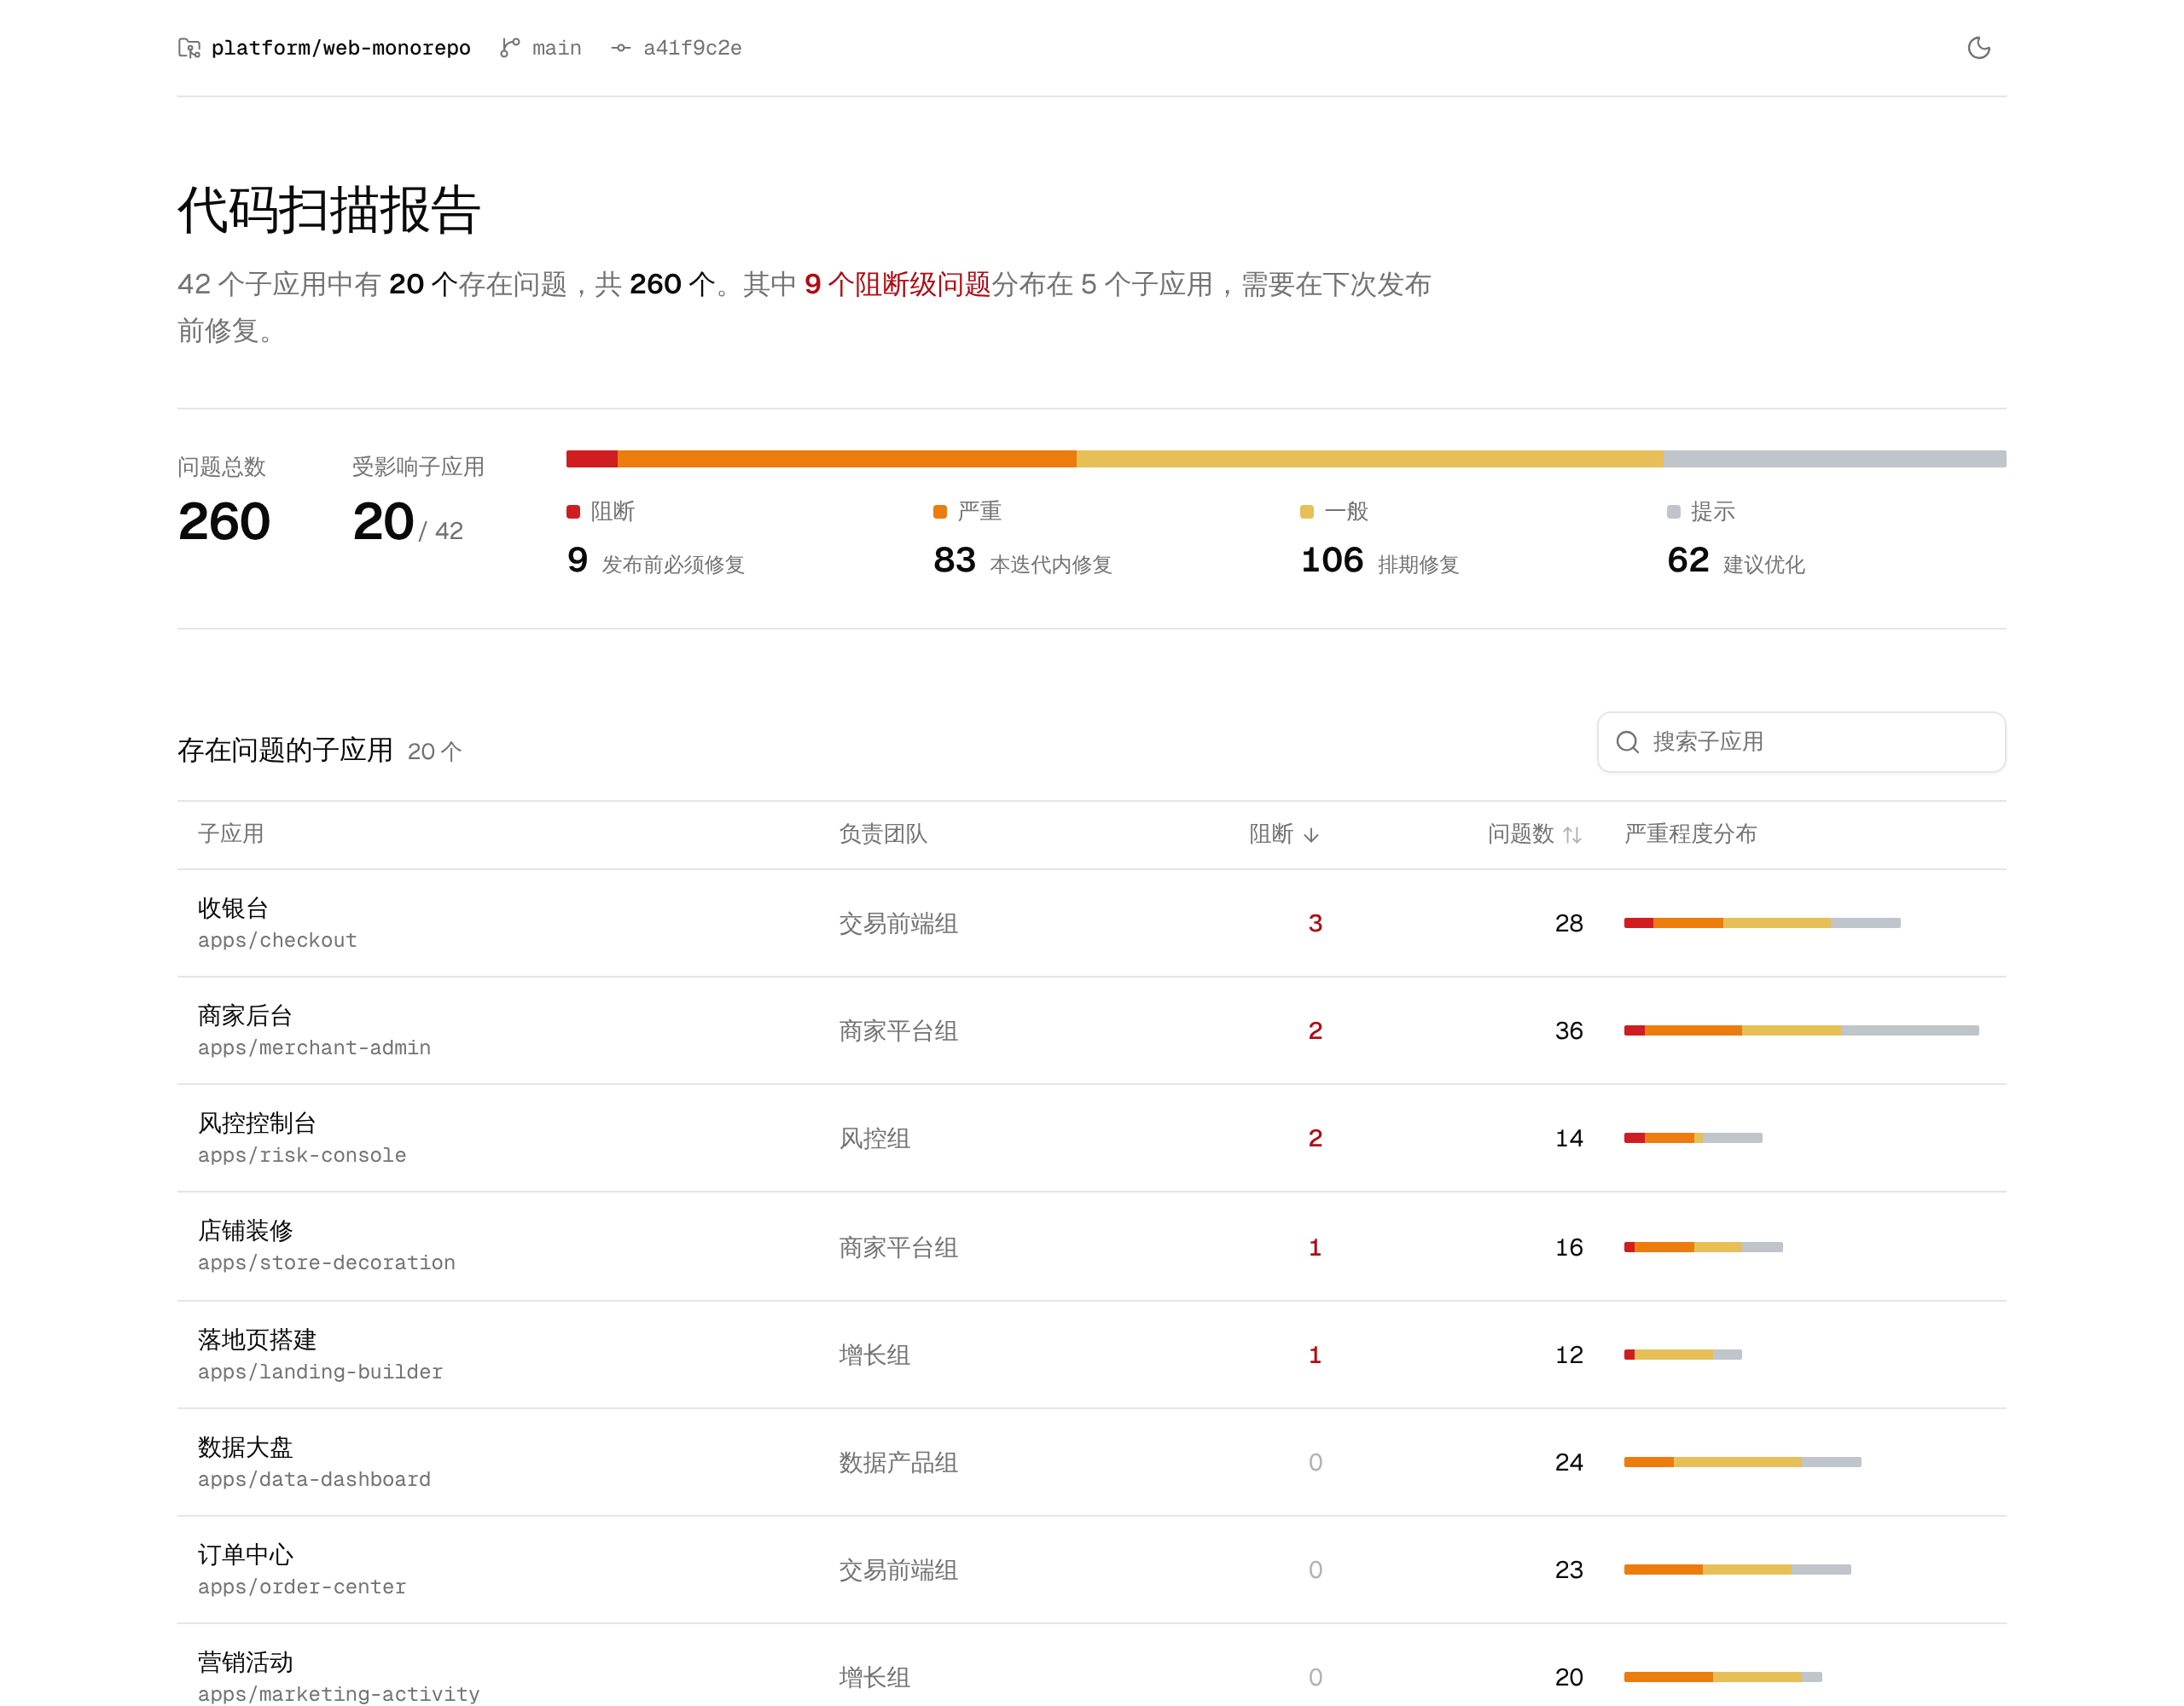 platform/web-monorepo main a41f9c2e
代码扫描报告
42 个子应用中有 20 个存在问题，共 260 个。其中 9 个阻断级问题分布在 5 个子应用，需要在下次发布
前修复。
问题总数 受影响子应用
260 20 / 42
阻断 严重 一般 提示
9 发布前必须修复 83 本迭代内修复 106 排期修复 62 建议优化
存在问题的子应用 20 个 搜索子应用
子应用 负责团队 阻断 问题数 严重程度分布
收银台
apps/checkout 交易前端组 3 28
商家后台
apps/merchant-admin 商家平台组 2 36
风控控制台
apps/risk-console 风控组 2 14
店铺装修
apps/store-decoration 商家平台组 1 16
落地页搭建
apps/landing-builder 增长组 1 12
数据大盘
apps/data-dashboard 数据产品组 0 24
订单中心
apps/order-center 交易前端组 0 23
营销活动
apps/marketing-activity 增长组 0 20